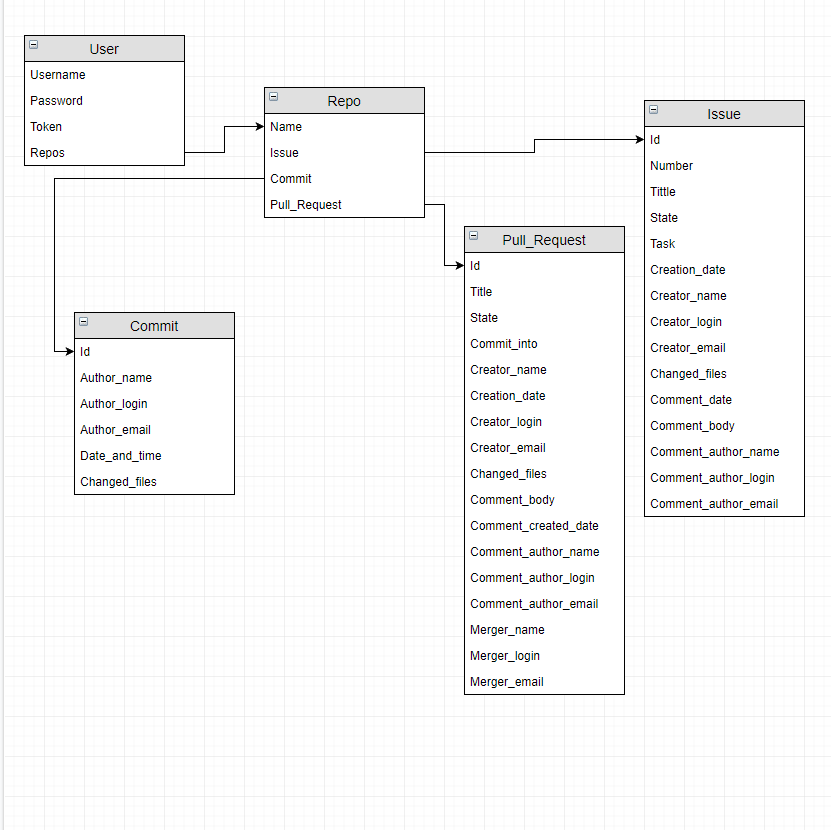 User
Username
Password
Token
Repos
Repo
Name
Issue
Commit
Pull_Request
Issue
Id
Number
Tittle
State
Task
Creation_date
Creator_name
Creator_login
Creator_email
Changed_files
Comment_date
Comment_body
Comment_author_name
Comment_author_login
Comment_author_email
Pull_Request
Id
Title
State
Commit_into
Creator_name
Creation_date
Creator_login
Creator_email
Changed_files
Comment_body
Comment_created_date
Comment_author_name
Comment_author_login
Comment_author_email
Merger_name
Merger_login
Merger_email
Commit
Id
Author_name
Author_login
Author_email
Date_and_time
Changed_files